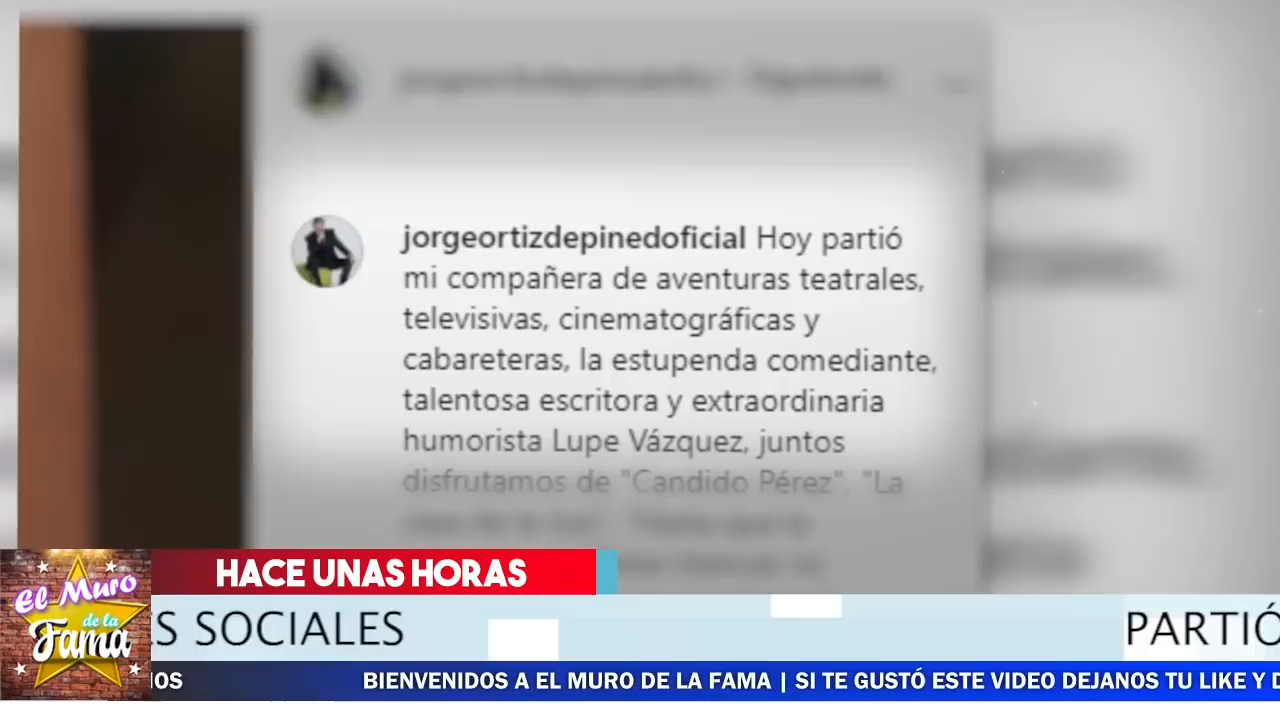 jorgeortizdepinedoficial Hoy partió
mi compañera de aventuras teatrales,
televisivas, cinematográficas y
cabareteras, la estupenda comediante,
talentosa escritora y extraordinaria
humorista Lupe Vázquez, juntos
disfrutamos de "Candido Pérez". "La
HACE UNAS HORAS
El Muro
de la
Fama
S SOCIALES
PARTIÓ
IOS
BIENVENIDOS A EL MURO DE LA FAMA | SI TE GUSTÓ ESTE VIDEO DEJANOS TU LIKE Y D